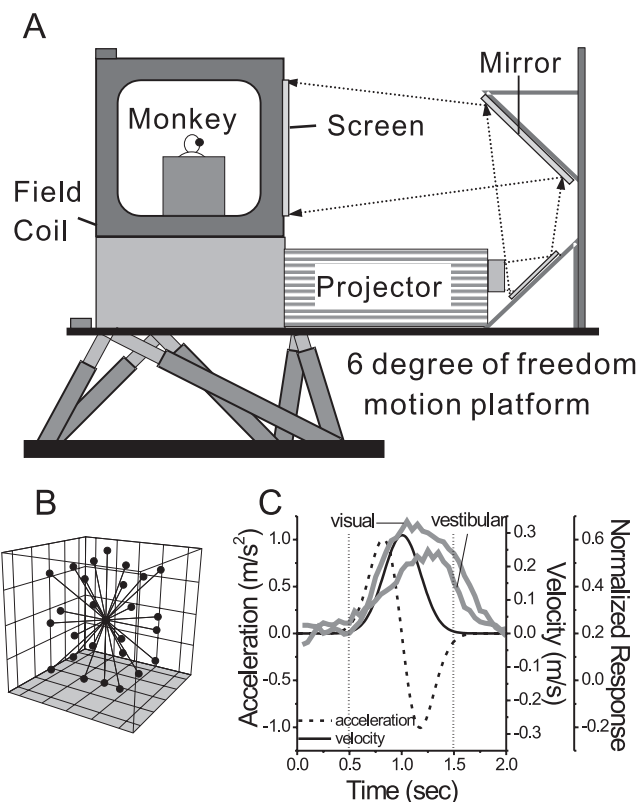 A
Monkey
Screen
Mirror
Field
Coil
Projector
6 degree of freedom
motion platform
B
C
visual
vestibular
Acceleration (m/s²)
1.0
0.5
0.0
-0.5
-1.0
acceleration
velocity
0.0
0.5
1.0
1.5
2.0
Time (sec)
0.3
0.2
0.1
0.0
-0.1
-0.2
-0.3
Velocity (m/s)
0.6
0.4
0.2
0.0
-0.2
Normalized Response